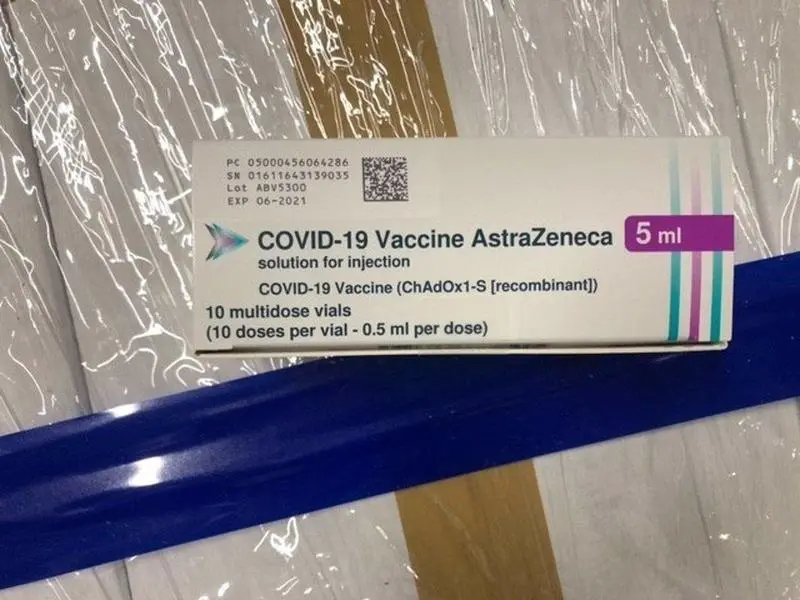 PC 05000456064286
SN 01611643139035
Lot ABV5300
EXP 06-2021
COVID-19 Vaccine AstraZeneca
5 ml
solution for injection
COVID-19 Vaccine (ChAdOx1-S [recombinant])
10 multidose vials
(10 doses per vial - 0.5 ml per dose)